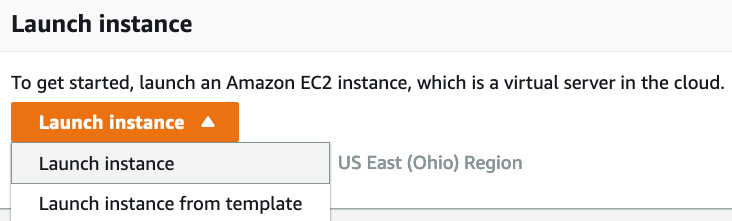 Launch instance
To get started, launch an Amazon EC2 instance, which is a virtual server in the cloud.
Launch instance
Launch instance
US East (Ohio) Region
Launch instance from template